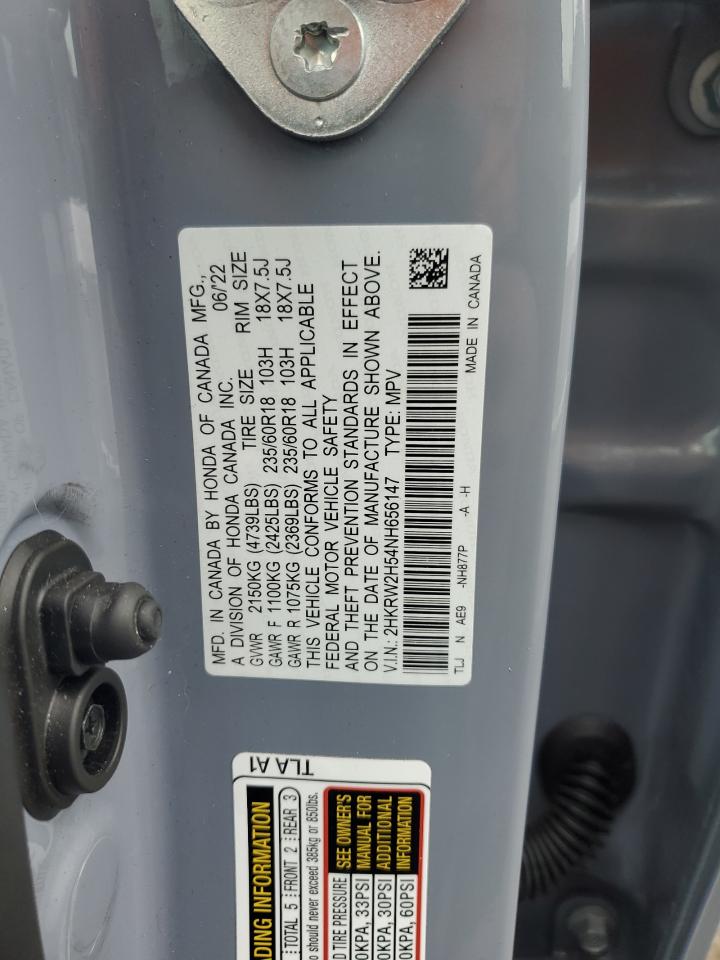 MFD. IN CANADA BY HONDA OF CANADA MFG.,
A DIVISION OF HONDA CANADA INC. 06/'22
GVWR 2150KG (4739LBS) TIRE SIZE RIM SIZE
GAWR F 1100KG (2425LBS) 235/60R18 103H 18X7.5J
GAWR R 1075KG (2369LBS) 235/60R18 103H 18X7.5J
THIS VEHICLE CONFORMS TO ALL APPLICABLE
FEDERAL MOTOR VEHICLE SAFETY
AND THEFT PREVENTION STANDARDS IN EFFECT
ON THE DATE OF MANUFACTURE SHOWN ABOVE.
V.I.N.: 2HKRW2H54NH656147 TYPE: MPV
TLJ N AE9 -NH877P -A -H
MADE IN CANADA
TLA A1
INFORMATION
TOTAL 5 FRONT 2 REAR 3
should never exceed 385kg or 850lbs.
TIRE PRESSURE
SEE OWNER'S
MANUAL FOR
ADDITIONAL
INFORMATION
33PSI
30PSI
60PSI